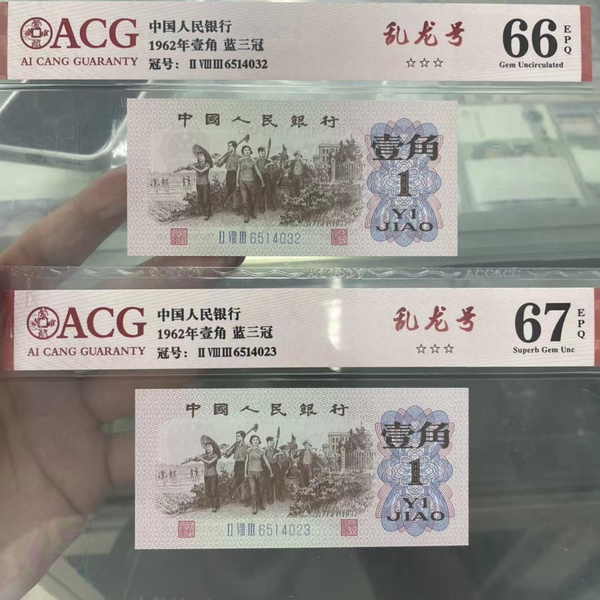 ACG
AI CANG GUARANTY
中国人民银行
1962年壹角 蓝三冠
冠号: II VIII III 6514032
乱龙号
☆☆☆
66
EPQ
Gem Uncirculated
中國人民銀行
壹角
1
YI
JIAO
II VIII III 6514032
ACG
AI CANG GUARANTY
中国人民银行
1962年壹角 蓝三冠
冠号: II VIII III 6514023
乱龙号
☆☆☆
67
EPQ
Superb Gem Unc
中國人民銀行
壹角
1
YI
JIAO
II VIII III 6514023